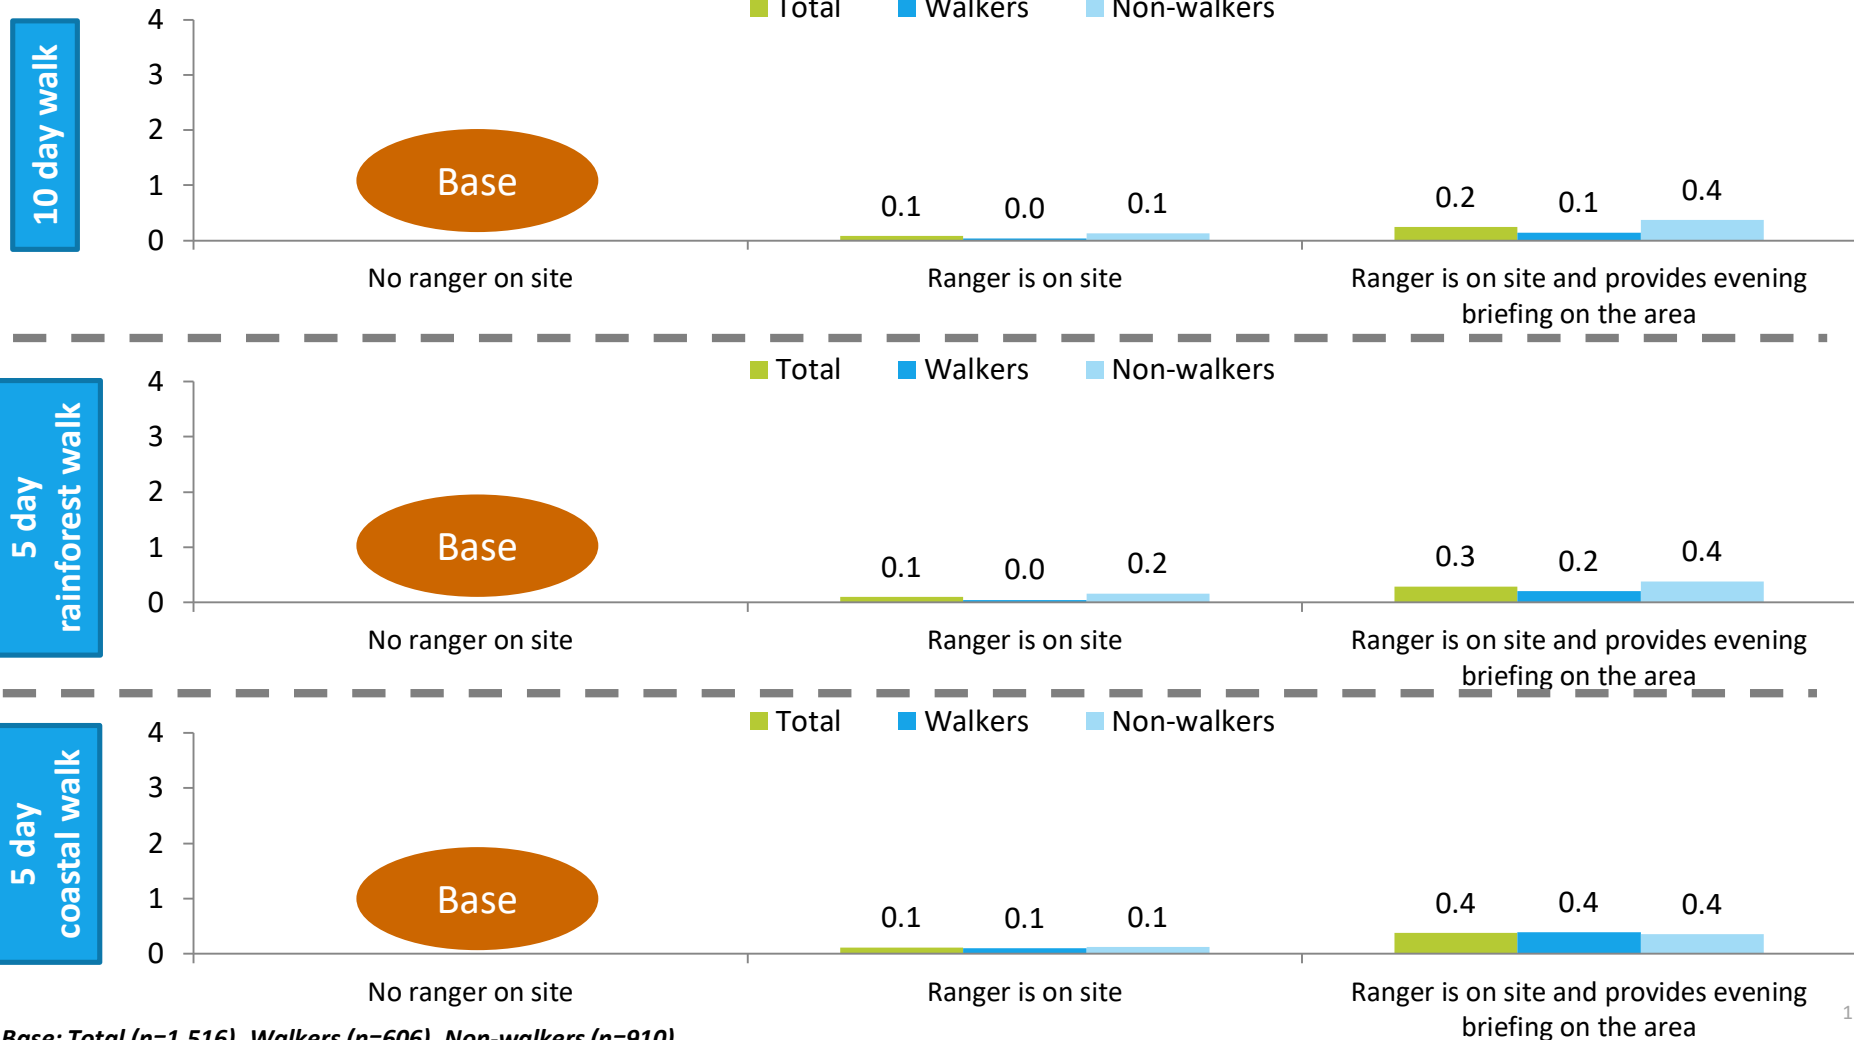 Total Walkers Non-walkers
10 day walk
4
3
2
1
0
Base
0.1 0.0 0.1
0.2 0.1 0.4
No ranger on site
Ranger is on site
Ranger is on site and provides evening
briefing on the area
Total Walkers Non-walkers
5 day
rainforest walk
4
3
2
1
0
Base
0.1 0.0 0.2
0.3 0.2 0.4
No ranger on site
Ranger is on site
Ranger is on site and provides evening
briefing on the area
Total Walkers Non-walkers
5 day
coastal walk
4
3
2
1
0
Base
0.1 0.1 0.1
0.4 0.4 0.4
No ranger on site
Ranger is on site
Ranger is on site and provides evening
briefing on the area
Base: Total (n=1,516), Walkers (n=606), Non-walkers (n=910)
1